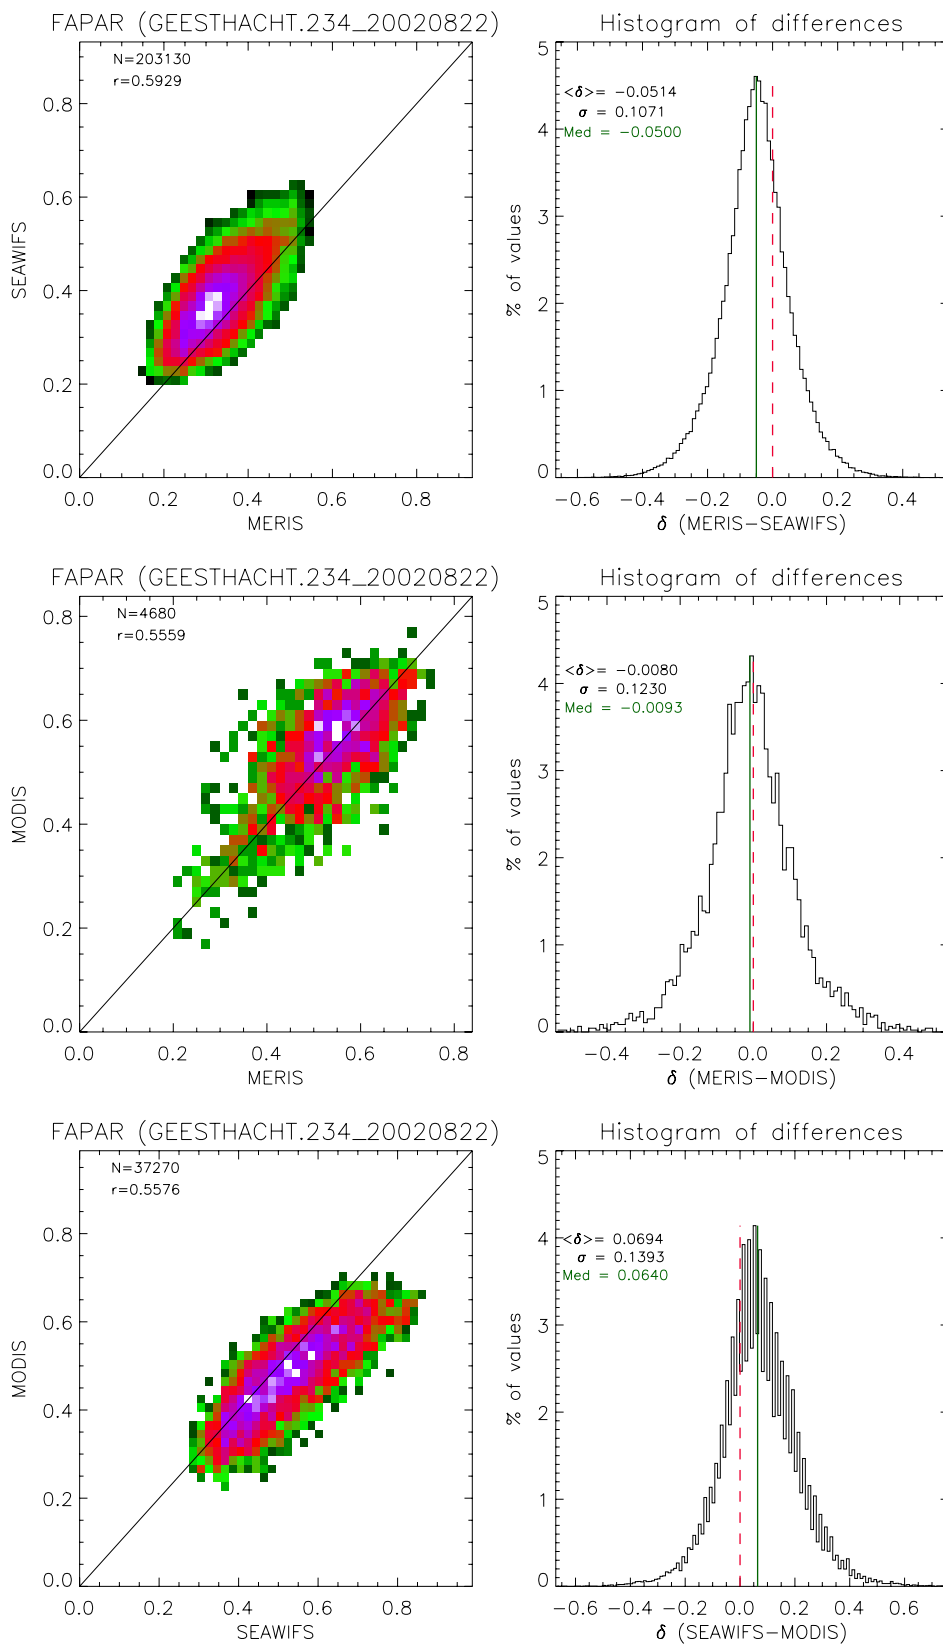 FAPAR (GEESTHACHT.234_20020822)
N=203130
r=0.5929
0.8
0.6
0.4
0.2
0.0
SEAWIFS
0.0 0.2 0.4 0.6 0.8
MERIS
Histogram of differences
5
4
3
2
1
0
% of values
<δ>= -0.0514
σ = 0.1071
Med = -0.0500
-0.6 -0.4 -0.2 0.0 0.2 0.4
δ (MERIS-SEAWIFS)
FAPAR (GEESTHACHT.234_20020822)
N=4680
r=0.5559
0.8
0.6
0.4
0.2
0.0
MODIS
0.0 0.2 0.4 0.6 0.8
MERIS
Histogram of differences
5
4
3
2
1
0
% of values
<δ>= -0.0080
σ = 0.1230
Med = -0.0093
-0.4 -0.2 0.0 0.2 0.4
δ (MERIS-MODIS)
FAPAR (GEESTHACHT.234_20020822)
N=37270
r=0.5576
0.8
0.6
0.4
0.2
0.0
MODIS
0.0 0.2 0.4 0.6 0.8
SEAWIFS
Histogram of differences
5
4
3
2
1
0
% of values
<δ>= 0.0694
σ = 0.1393
Med = 0.0640
-0.6 -0.4 -0.2 0.0 0.2 0.4 0.6
δ (SEAWIFS-MODIS)